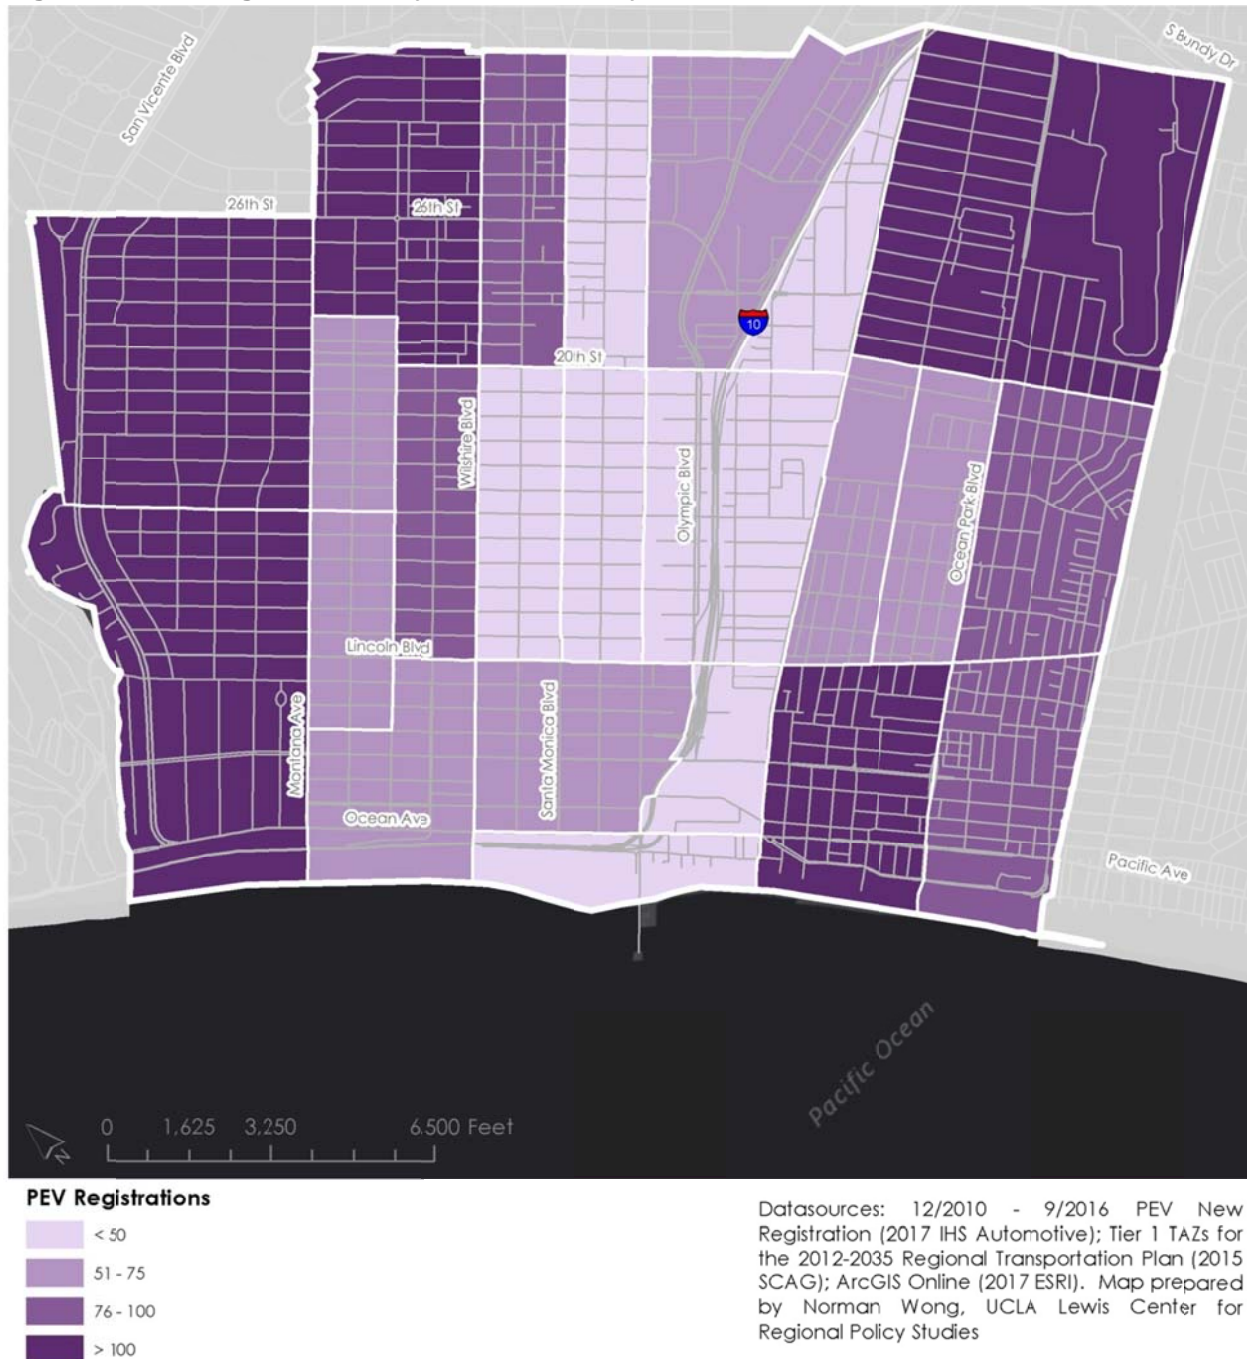 San Vicente Blvd
S Bundy Dr
26th St
26th St
10
20th St
Wilshire Blvd
Olympic Blvd
Ocean Park Blvd
Lincoln Blvd
Montana Ave
Santa Monica Blvd
Ocean Ave
Pacific Ave
Pacific Ocean
N
0 1,625 3,250 6,500 Feet
PEV Registrations
< 50
51 - 75
76 - 100
> 100
Datasources: 12/2010 - 9/2016 PEV New
Registration (2017 IHS Automotive); Tier 1 TAZs for
the 2012-2035 Regional Transportation Plan (2015
SCAG); ArcGIS Online (2017 ESRI). Map prepared
by Norman Wong, UCLA Lewis Center for
Regional Policy Studies